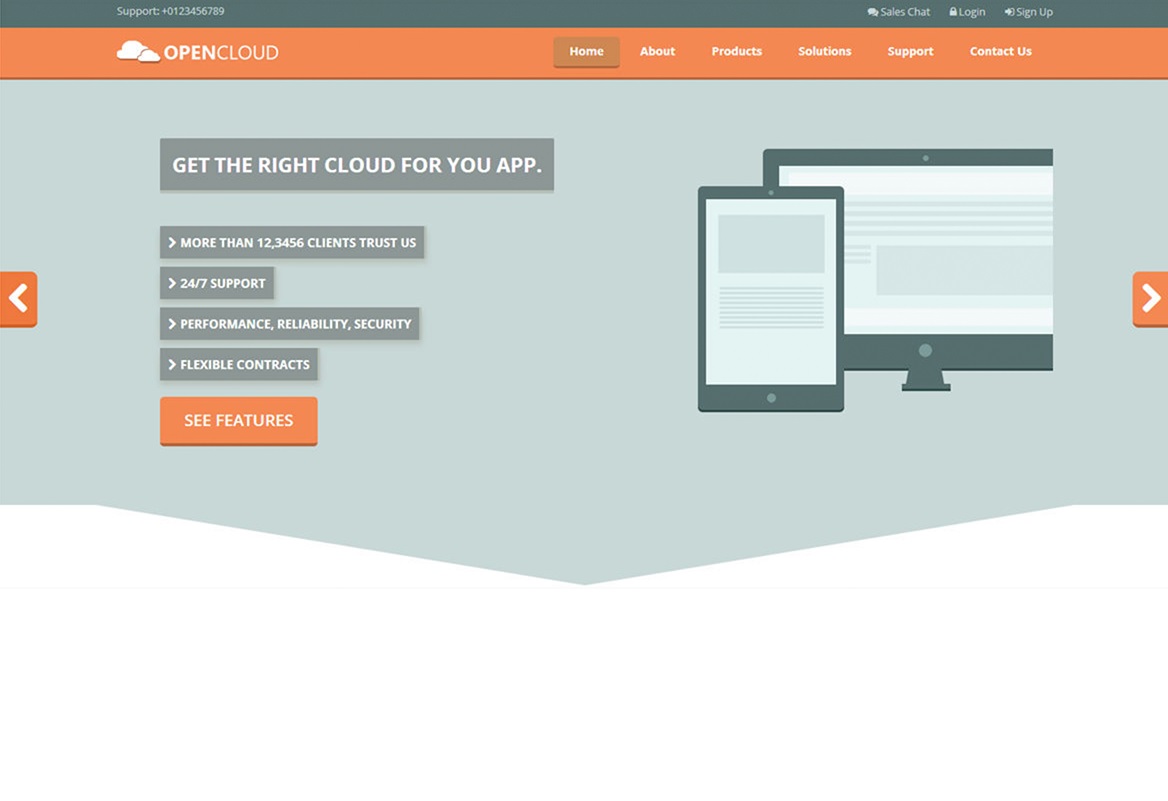 Support: +0123456789
Sales Chat Login Sign Up
OPENCLOUD
Home About Products Solutions Support Contact Us
GET THE RIGHT CLOUD FOR YOU APP.
MORE THAN 12,3456 CLIENTS TRUST US
24/7 SUPPORT
PERFORMANCE, RELIABILITY, SECURITY
FLEXIBLE CONTRACTS
SEE FEATURES